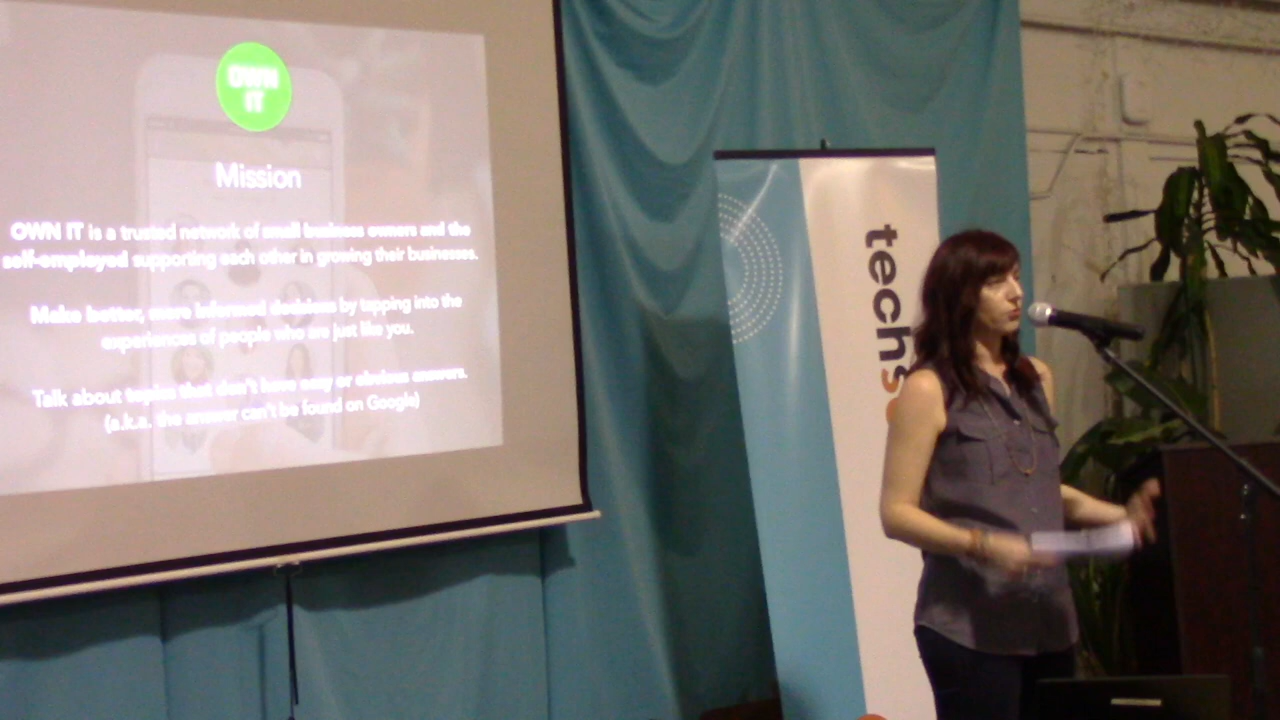 OWN
IT
Mission
OWN IT is a trusted network of small business owners and the
self-employed supporting each other in growing their businesses.
Make better, more informed decisions by tapping into the
experiences of people who are just like you.
Talk about topics that don't have easy or obvious answers.
(a.k.a. the answer can't be found on Google)
techs